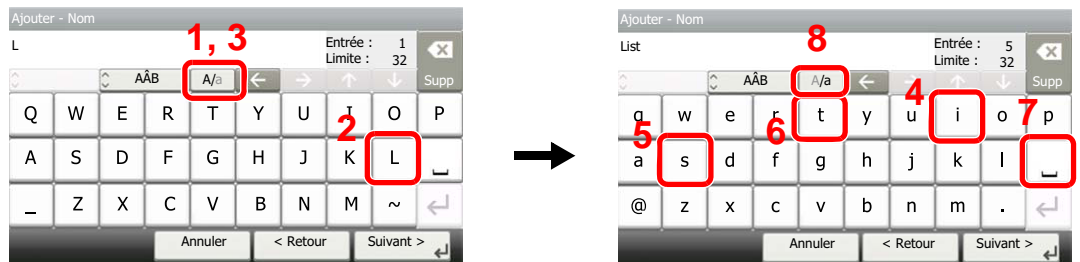 Ajouter - Nom
L
1, 3
Entrée : 1
Limite : 32
AÂB
A/a
Supp
Q W E R T Y U I O P
2
A S D F G H J K L
_ Z X C V B N M ~
Annuler
< Retour
Suivant >
Ajouter - Nom
List
8
Entrée : 5
Limite : 32
AÂB
A/a
Supp
4
7
q w e r t y u i o p
5
6
a s d f g h j k l
@ z x c v b n m .
Annuler
< Retour
Suivant >